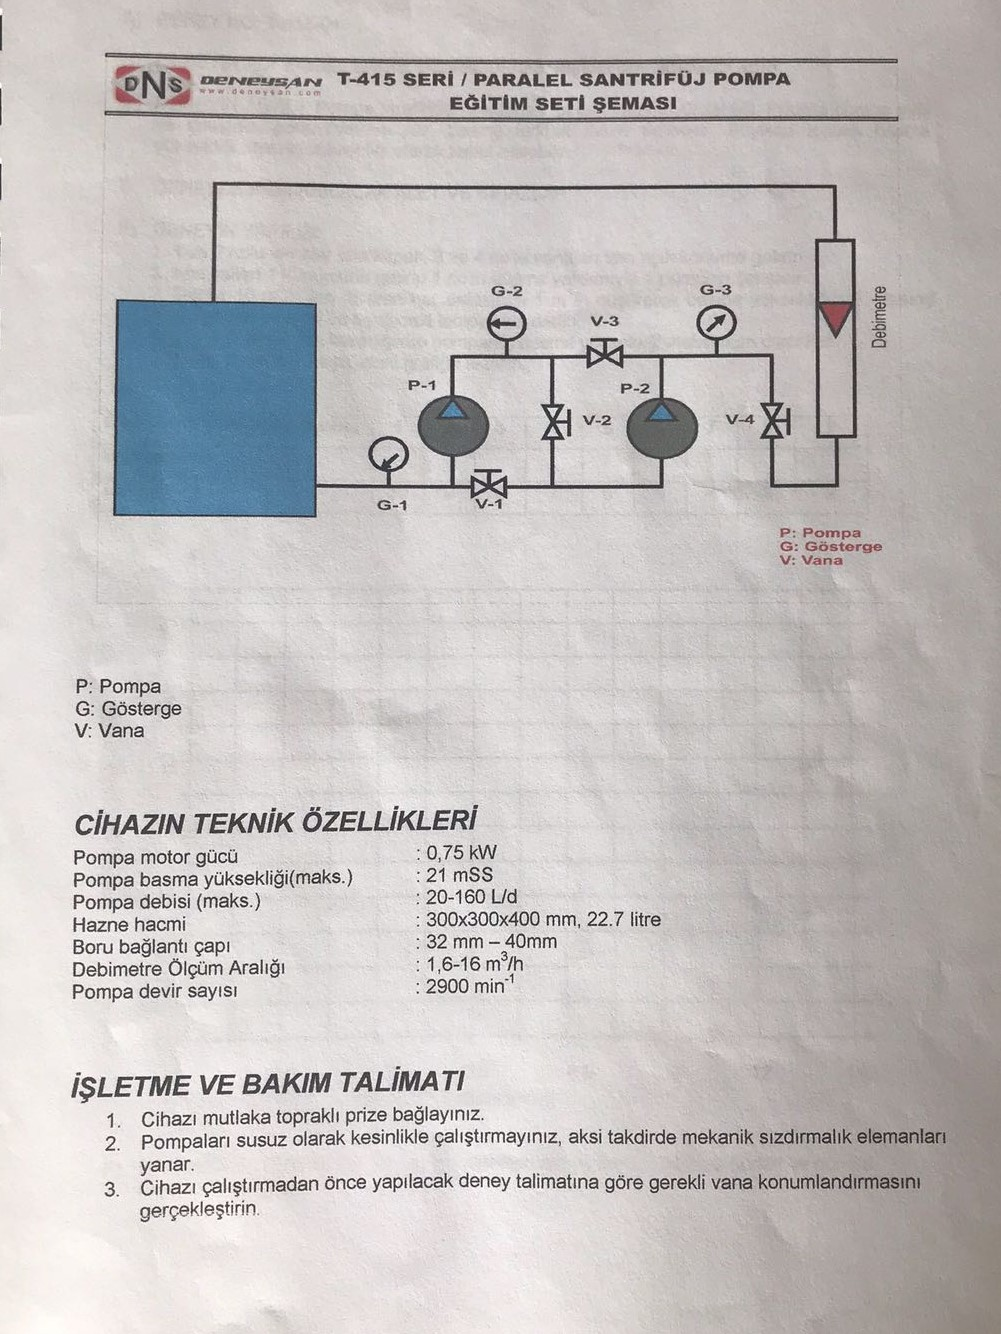 DNS DENEYSAN T-415 SERİ / PARALEL SANTRİFÜJ POMPA
www.deneysan.com
EĞİTİM SETİ ŞEMASI
G-2
G-3
V-3
Debimetre
P-1
P-2
V-2
V-4
G-1
V-1
P: Pompa
G: Gösterge
V: Vana
P: Pompa
G: Gösterge
V: Vana
CİHAZIN TEKNİK ÖZELLİKLERİ
Pompa motor gücü : 0,75 kW
Pompa basma yüksekliği(maks.) : 21 mSS
Pompa debisi (maks.) : 20-160 L/d
Hazne hacmi : 300x300x400 mm, 22.7 litre
Boru bağlantı çapı : 32 mm – 40mm
Debimetre Ölçüm Aralığı : 1,6-16 m³/h
Pompa devir sayısı : 2900 min⁻¹
İŞLETME VE BAKIM TALİMATI
1. Cihazı mutlaka topraklı prize bağlayınız.
2. Pompaları susuz olarak kesinlikle çalıştırmayınız, aksi takdirde mekanik sızdırmalık elemanları
yanar.
3. Cihazı çalıştırmadan önce yapılacak deney talimatına göre gerekli vana konumlandırmasını
gerçekleştirin.